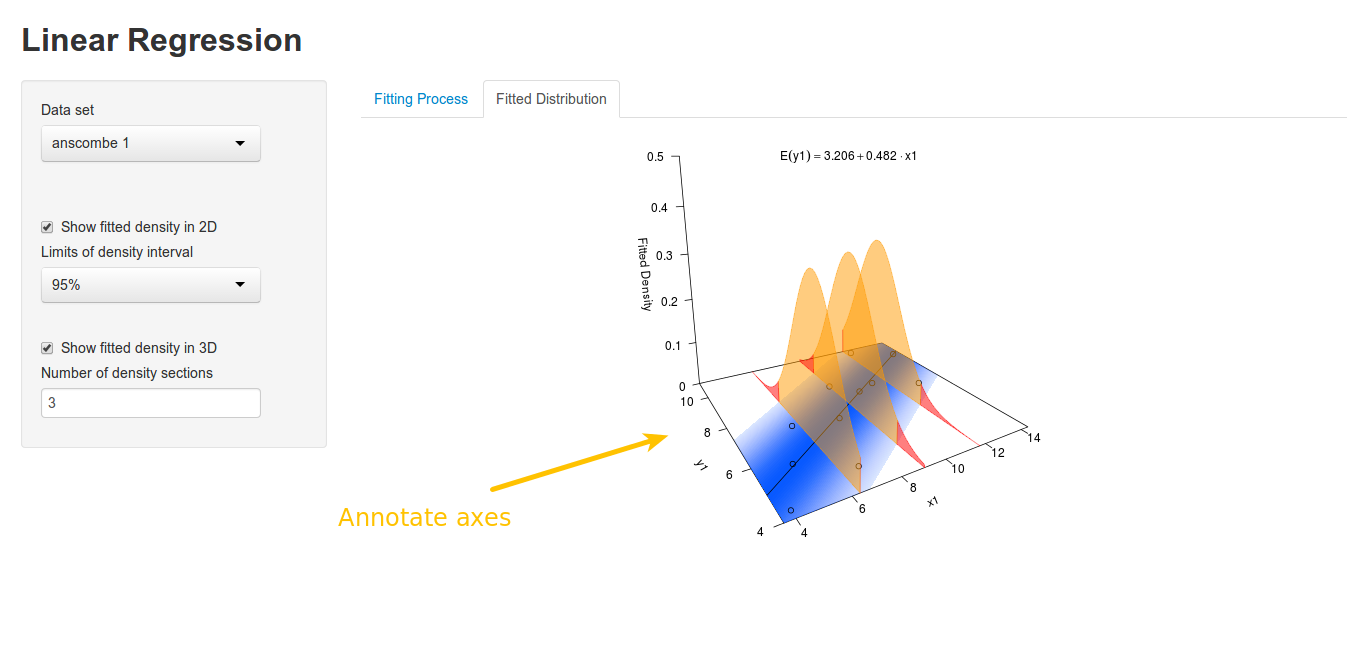 Linear Regression
Data set
anscombe 1
Show fitted density in 2D
Limits of density interval
95%
Show fitted density in 3D
Number of density sections
3
Fitting Process
Fitted Distribution
E(y1) = 3.206 + 0.482 · x1
0.5
0.4
0.3
0.2
0.1
0
Fitted Density
10
8
6
4
y1
4
6
8
10
12
14
x1
Annotate axes